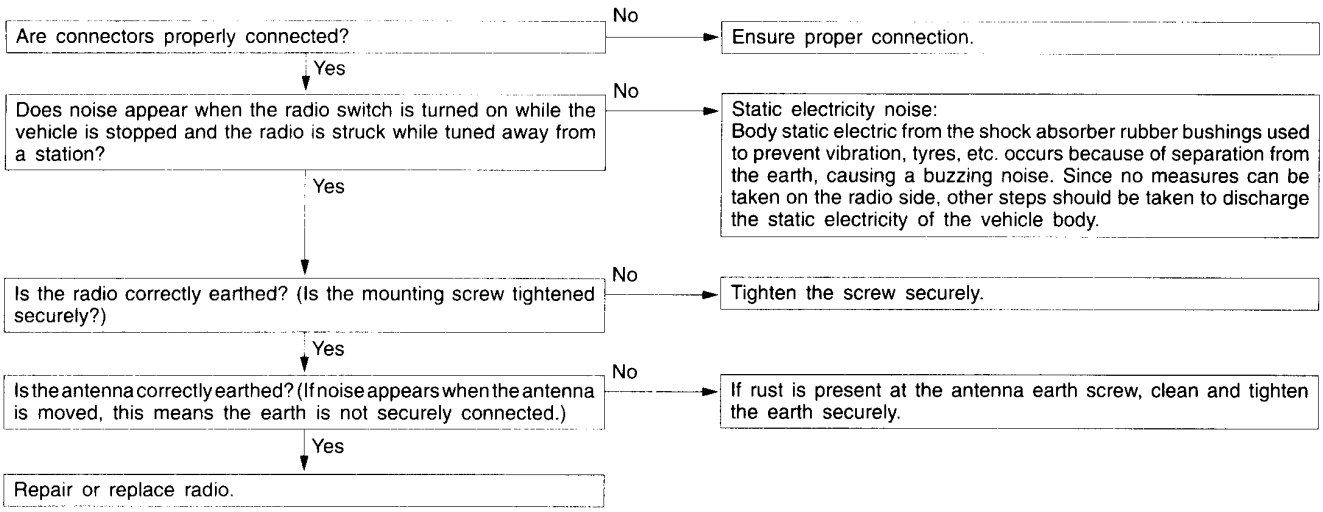 Are connectors properly connected?
No
Ensure proper connection.
Yes
Does noise appear when the radio switch is turned on while the
vehicle is stopped and the radio is struck while tuned away from
a station?
No
Static electricity noise:
Body static electric from the shock absorber rubber bushings used
to prevent vibration, tyres, etc. occurs because of separation from
the earth, causing a buzzing noise. Since no measures can be
taken on the radio side, other steps should be taken to discharge
the static electricity of the vehicle body.
Yes
Is the radio correctly earthed? (Is the mounting screw tightened
securely?)
No
Tighten the screw securely.
Yes
Is the antenna correctly earthed? (If noise appears when the antenna
is moved, this means the earth is not securely connected.)
No
If rust is present at the antenna earth screw, clean and tighten
the earth securely.
Yes
Repair or replace radio.